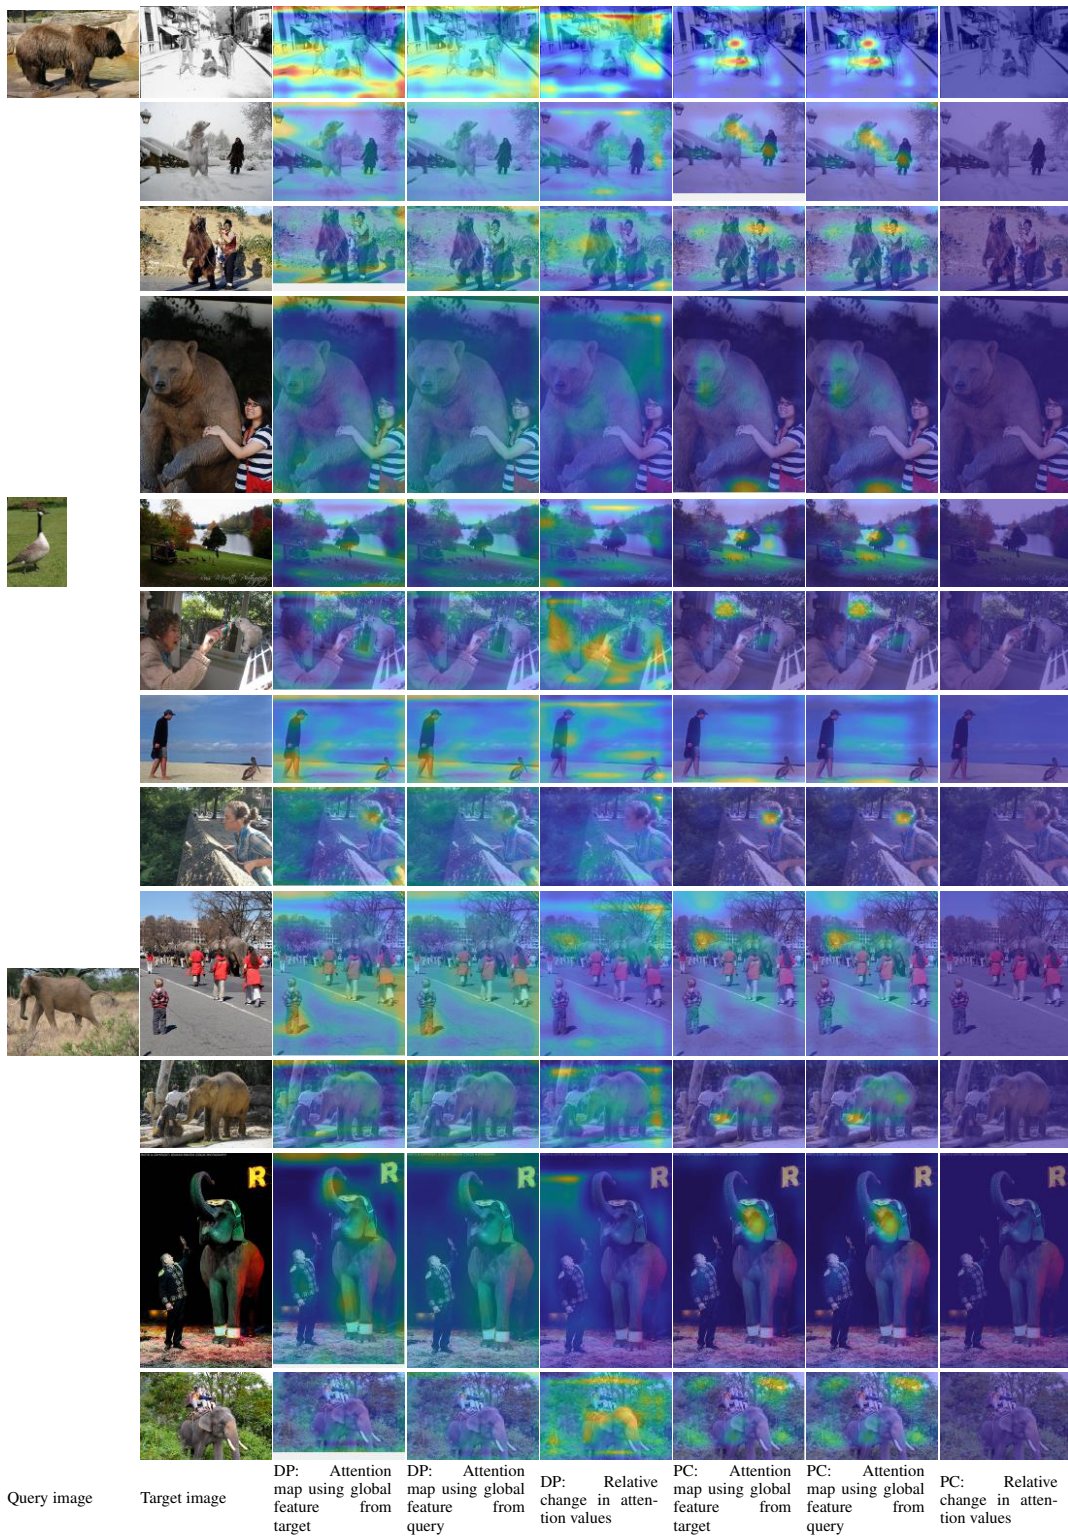 R
R
R
R
R
R
Query image
Target image
DP: Attention
map using global
feature from
target
DP: Attention
map using global
feature from
query
DP: Relative
change in atten-
tion values
PC: Attention
map using global
feature from
target
PC: Attention
map using global
feature from
query
PC: Relative
change in atten-
tion values